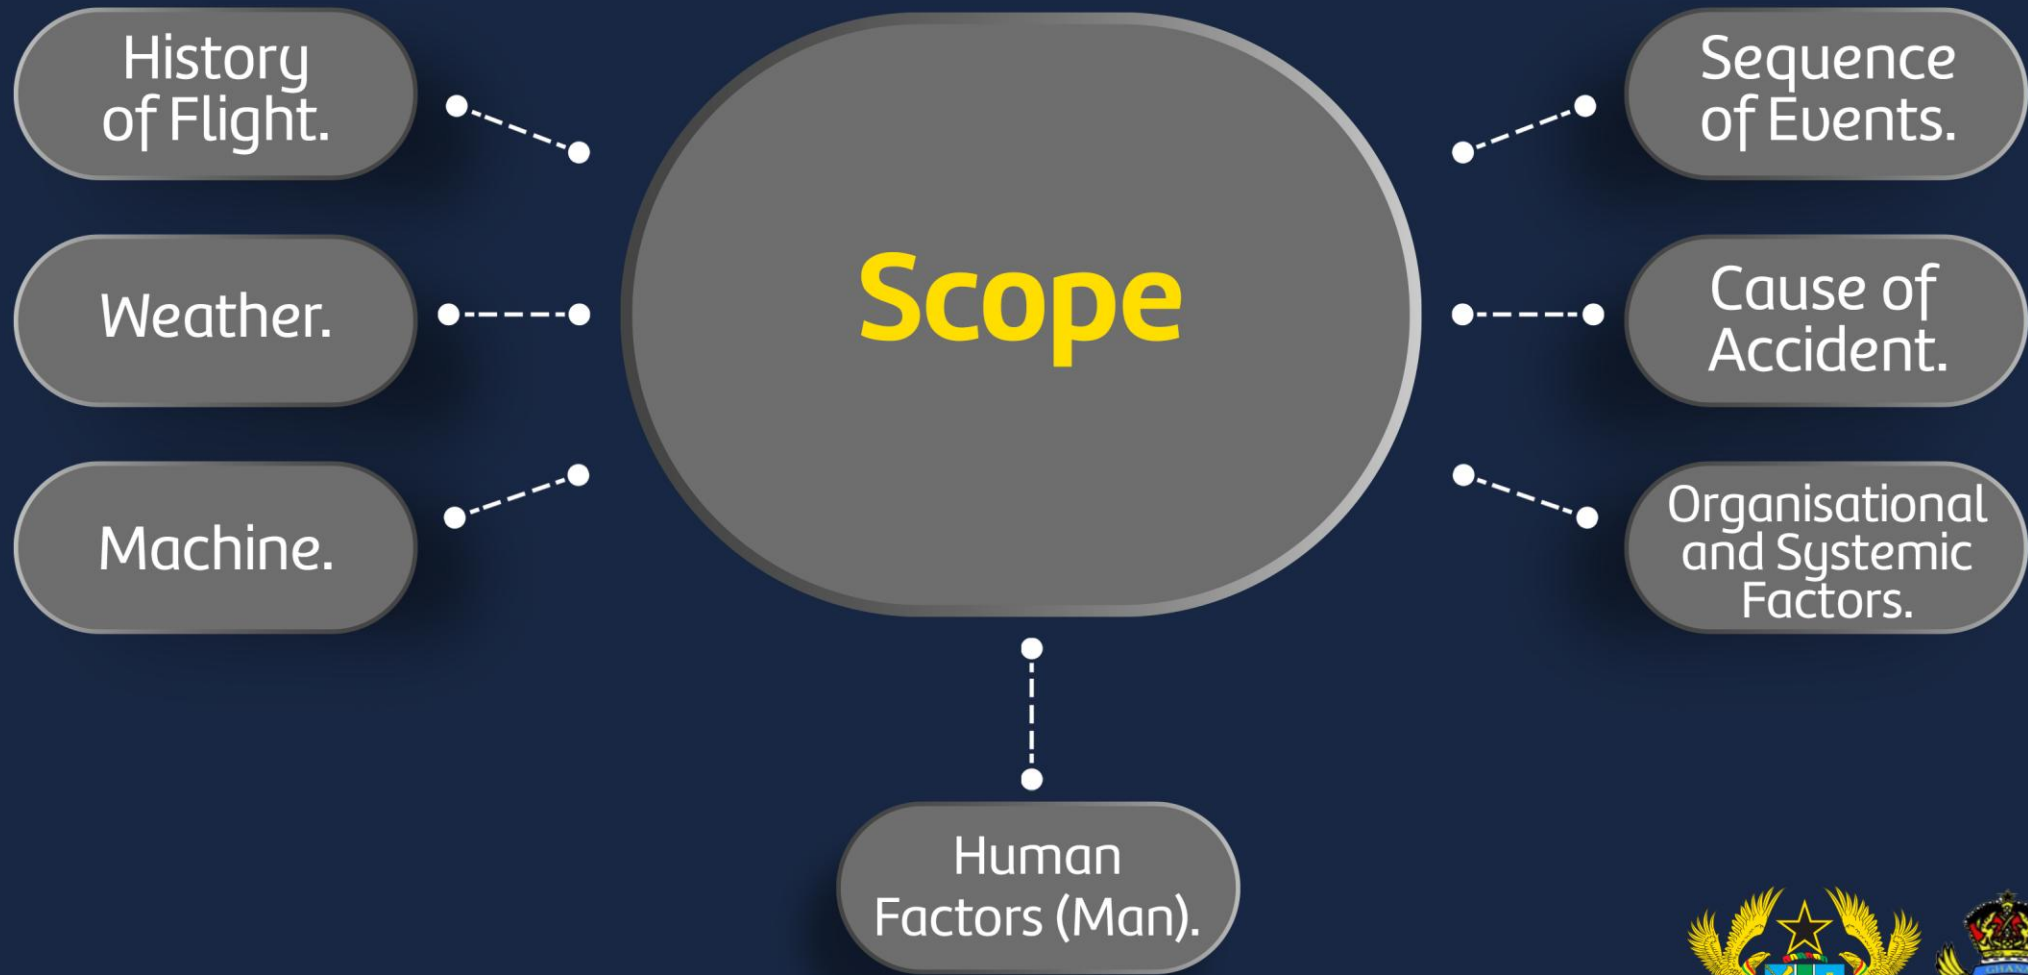 History
of Flight.
Weather.
Machine.
Scope
Sequence
of Events.
Cause of
Accident.
Organisational
and Systemic
Factors.
Human
Factors (Man).